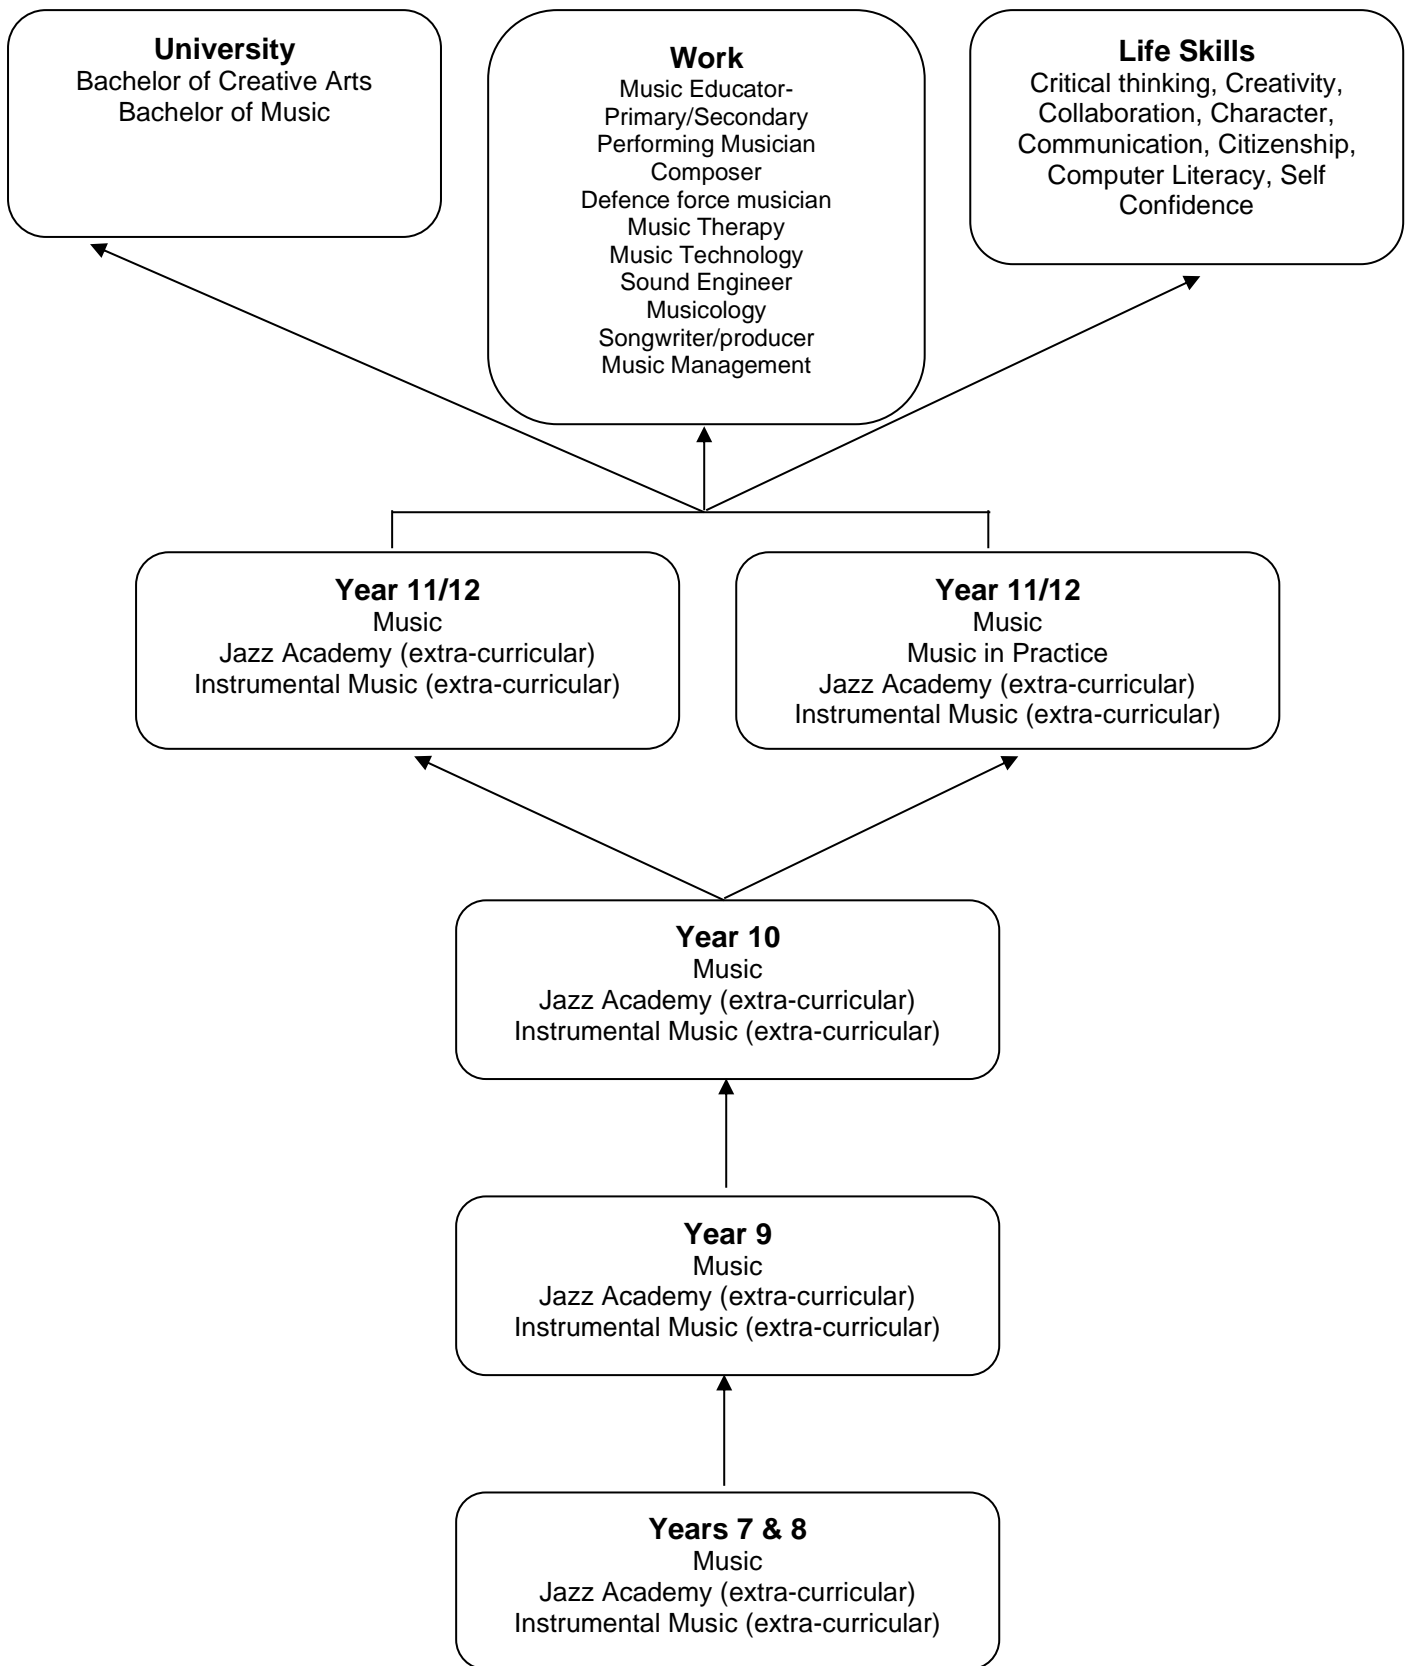 University
Bachelor of Creative Arts
Bachelor of Music
Work
Music Educator-
Primary/Secondary
Performing Musician
Composer
Defence force musician
Music Therapy
Music Technology
Sound Engineer
Musicology
Songwriter/producer
Music Management
Life Skills
Critical thinking, Creativity,
Collaboration, Character,
Communication, Citizenship,
Computer Literacy, Self
Confidence
Year 11/12
Music
Jazz Academy (extra-curricular)
Instrumental Music (extra-curricular)
Year 11/12
Music
Music in Practice
Jazz Academy (extra-curricular)
Instrumental Music (extra-curricular)
Year 10
Music
Jazz Academy (extra-curricular)
Instrumental Music (extra-curricular)
Year 9
Music
Jazz Academy (extra-curricular)
Instrumental Music (extra-curricular)
Years 7 & 8
Music
Jazz Academy (extra-curricular)
Instrumental Music (extra-curricular)